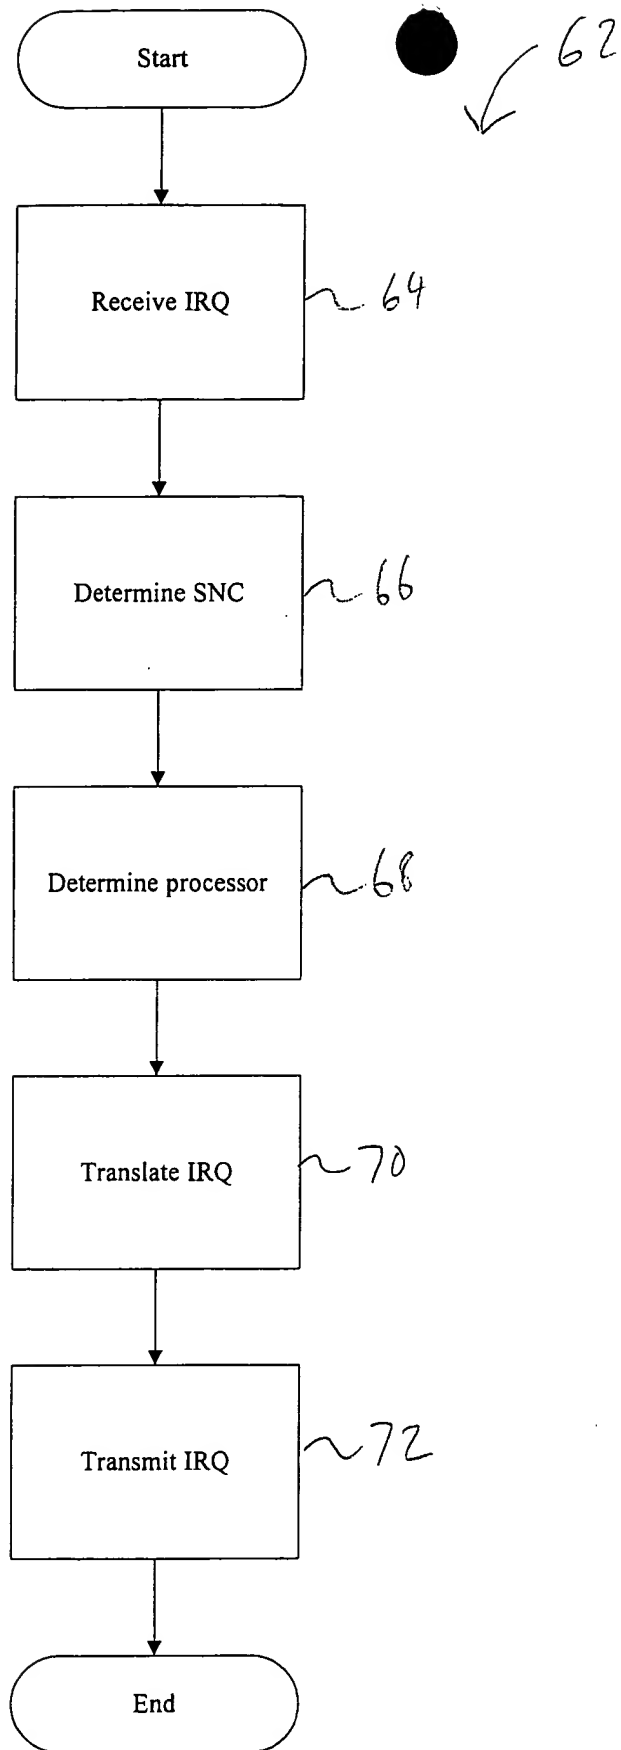 Start
62
Receive IRQ
64
Determine SNC
66
Determine processor
68
Translate IRQ
70
Transmit IRQ
72
End